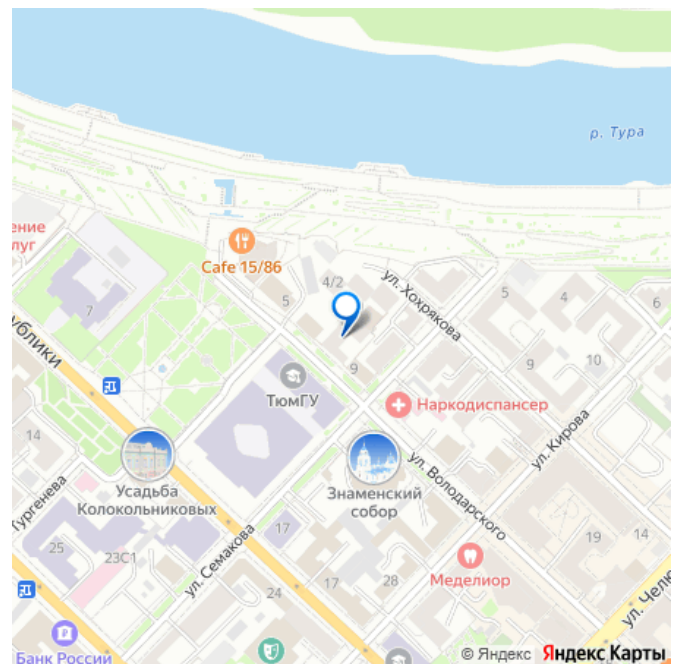 р. Тура
ение
луг
Cafe 15/86
4/2
ул. Хохрякова
5
5
4
6
7
УБЛИКИ
9
9
10
ТюмГУ
Наркодиспансер
14
Тургенева
Усадьба
Колокольниковых
Знаменский
собор
ул. Володарского
ул. Кирова
25
23С1
ул. Семакова
17
19
14
24
17
28
Меделиор
ул. Челю
Банк России
© Яндекс Яндекс Карты